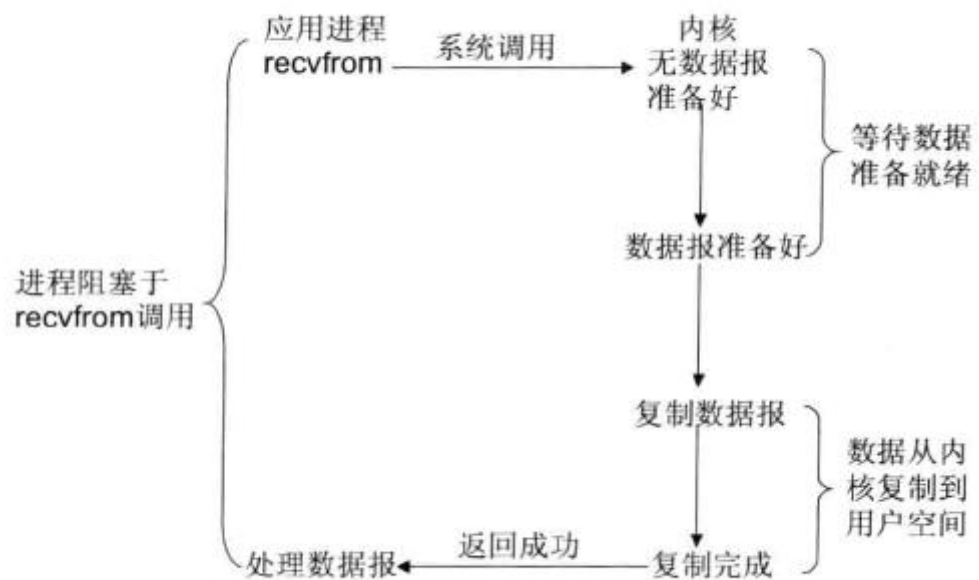 应用进程
recvfrom
系统调用
内核
无数据报
准备好
等待数据
准备就绪
数据报准备好
进程阻塞于
recvfrom调用
复制数据报
数据从内
核复制到
用户空间
处理数据报
返回成功
复制完成